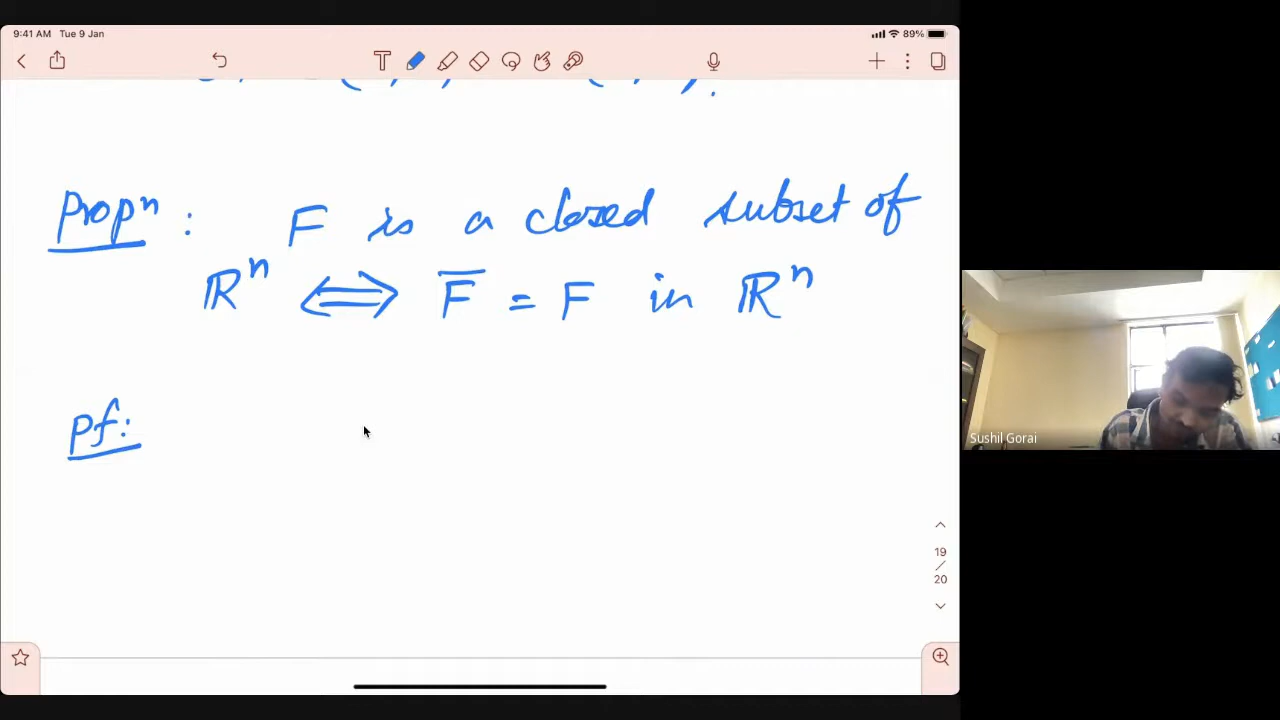 9:41 AM Tue 9 Jan
89%
Propⁿ : F is a closed subset of
ℝⁿ ⟺ F̅ = F in ℝⁿ
Pf:
Sushil Gorai
19
/
20